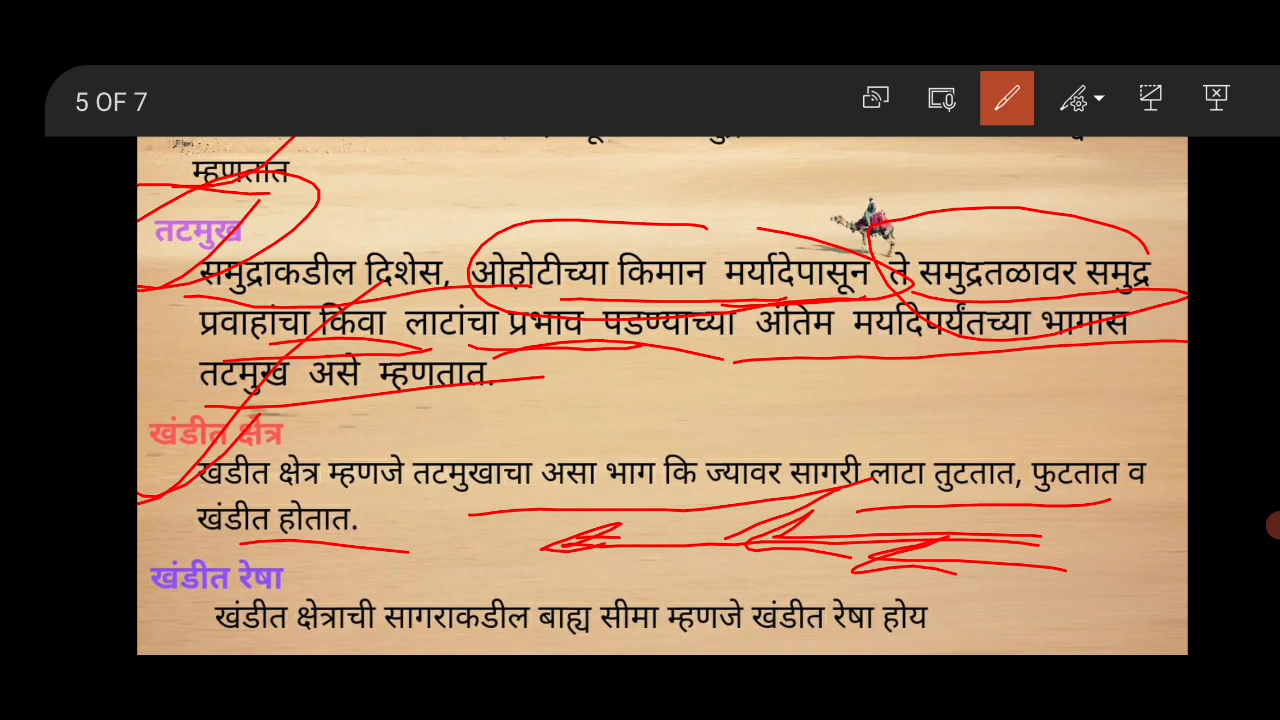 5 OF 7
म्हणतात
तटमुख
समुद्राकडील दिशेस, ओहोटीच्या किमान मर्यादेपासून ते समुद्रतळावर समुद्र
प्रवाहांचा किंवा लाटांचा प्रभाव पडण्याच्या अंतिम मर्यादेपर्यंतच्या भागास
तटमुख असे म्हणतात.
खंडीत क्षेत्र
खंडीत क्षेत्र म्हणजे तटमुखाचा असा भाग कि ज्यावर सागरी लाटा तुटतात, फुटतात व
खंडीत होतात.
खंडीत रेषा
खंडीत क्षेत्राची सागराकडील बाह्य सीमा म्हणजे खंडीत रेषा होय